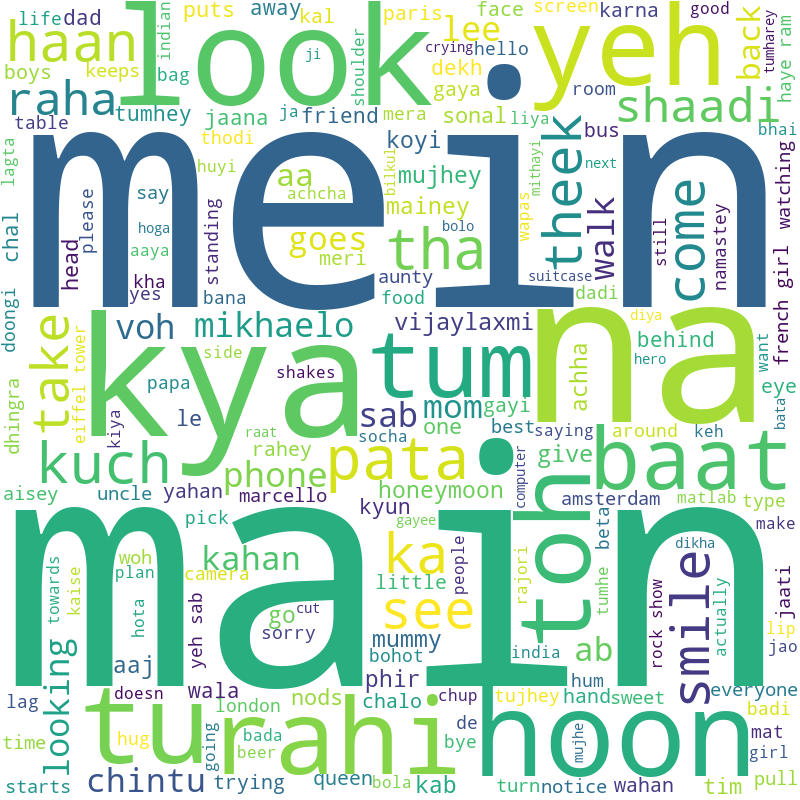 life dad
puts away kal paris lee face screen karna good
indian
haan look yeh back
tumharey
haye ram
ji crying hello
boys keeps bag shoulder dekh
raha tumhey jaana ja friend mera gaya sonal liya room shaadi
table thodi koyi bus bhai
lagta huyi aa bilkul mujhey mithayi theek next
mein
please say achcha mainey wapas walk come still namastey watching
chal head hoga standing goes bolo
aaya meri tha
kha aunty suitcase
yes bana food dadi french girl
doongi
take voh mikhaelo vijaylaxmi diya behind want
eiffel tower side kya tum hero na
papa shakes achha eye
dhingra kiya le sab mom gayi best saying around keh bata
raat socha one
kuch rahey pata give baat
phone computer
aisey uncle yahan marcello honeymoon amsterdam matlab type
pick kyun gayee toh make
main
towards kaise woh kahan ka people rajori beta dikha
plan camera little tumhe rock show actually
hota yeh sab go cut see smile jaati
sorry mummy india ab lip
looking aaj bohot jao
phir hum
lag doesn wala nods chalo chup tujhey hand sweet everyone
london badi
tu rahi de hoon
time hug going bada bye mujhe mat
beer girl
starts chintu trying queen bola kab turn notice wahan tim pull